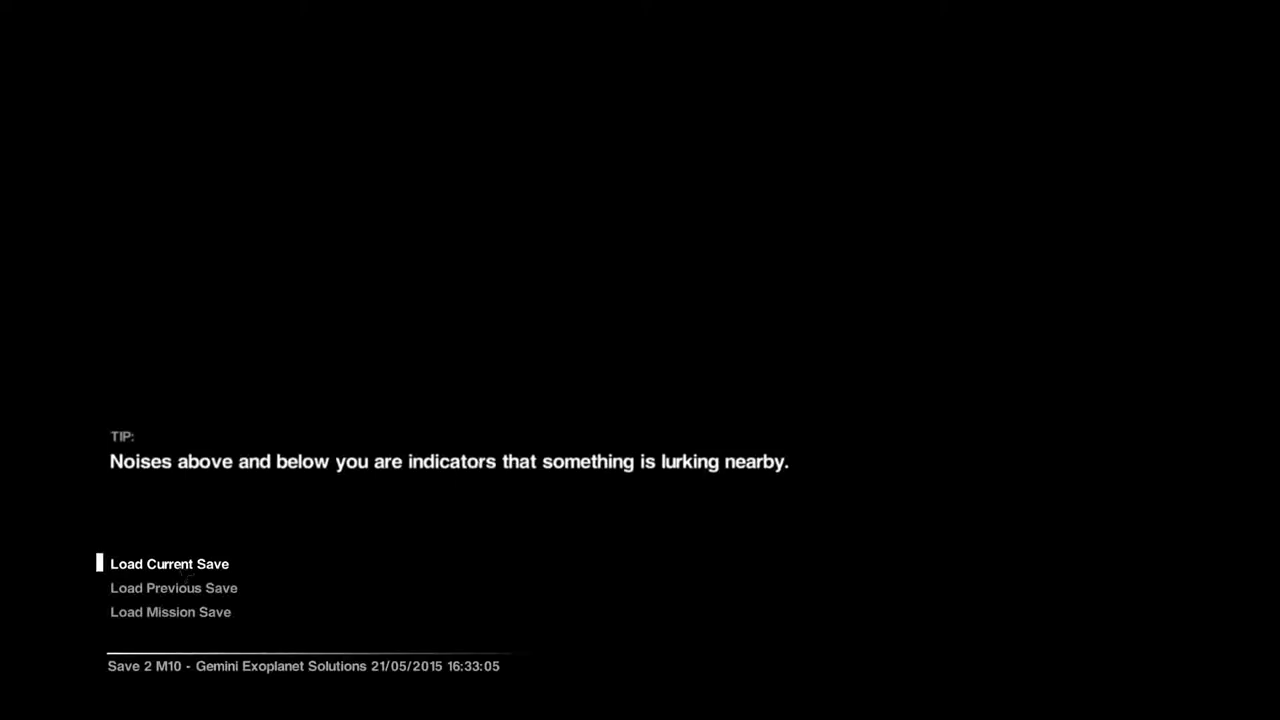 TIP:
Noises above and below you are indicators that something is lurking nearby.
Load Current Save
Load Previous Save
Load Mission Save
Save 2 M10 - Gemini Exoplanet Solutions 21/05/2015 16:33:05